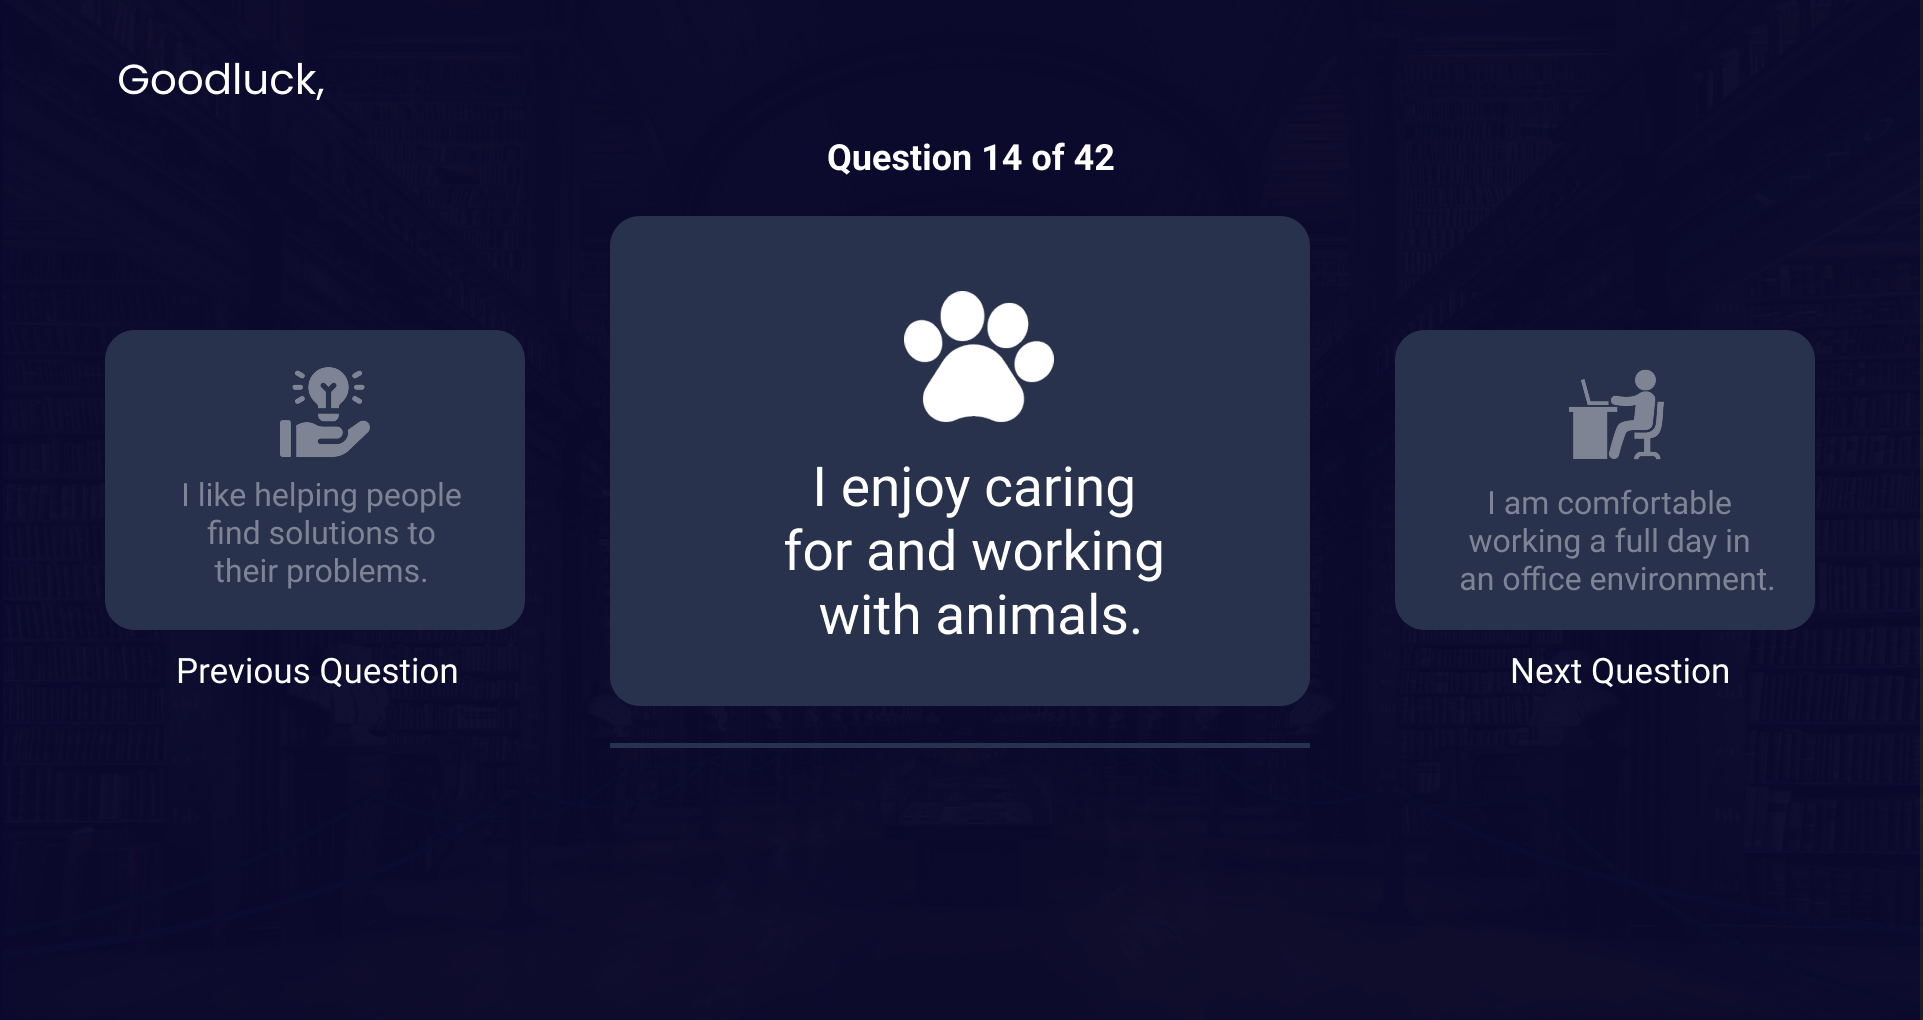 Goodluck,
Question 14 of 42
I like helping people
find solutions to
their problems.
Previous Question
I enjoy caring
for and working
with animals.
I am comfortable
working a full day in
an office environment.
Next Question